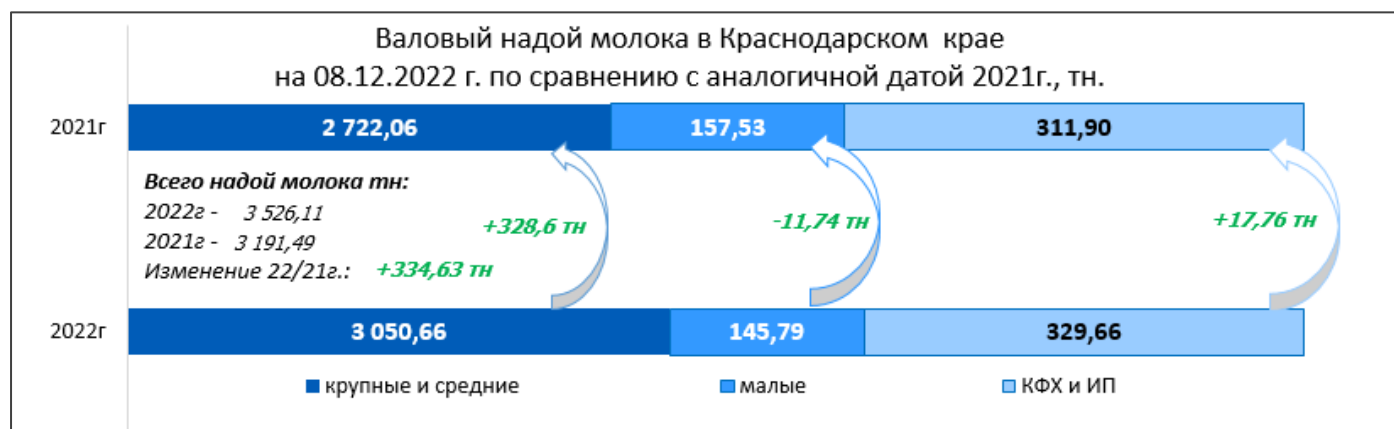 Валовый надой молока в Краснодарском  крае
на 08.12.2022 г. по сравнению с аналогичной датой 2021г., тн.
2021г
2 722,06
157,53
311,90
Всего надой молока тн:
2022г - 3 526,11
2021г - 3 191,49
Изменение 22/21г.: +334,63 тн
+328,6 тн
-11,74 тн
+17,76 тн
2022г
3 050,66
145,79
329,66
крупные и средние
малые
КФХ и ИП